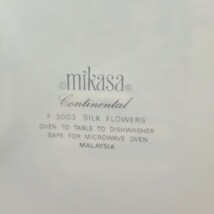 ©mikasa®
Continental
F 3003 SILK FLOWERS
OVEN TO TABLE TO DISHWASHER
SAFE FOR MICROWAVE OVEN
MALAYSIA